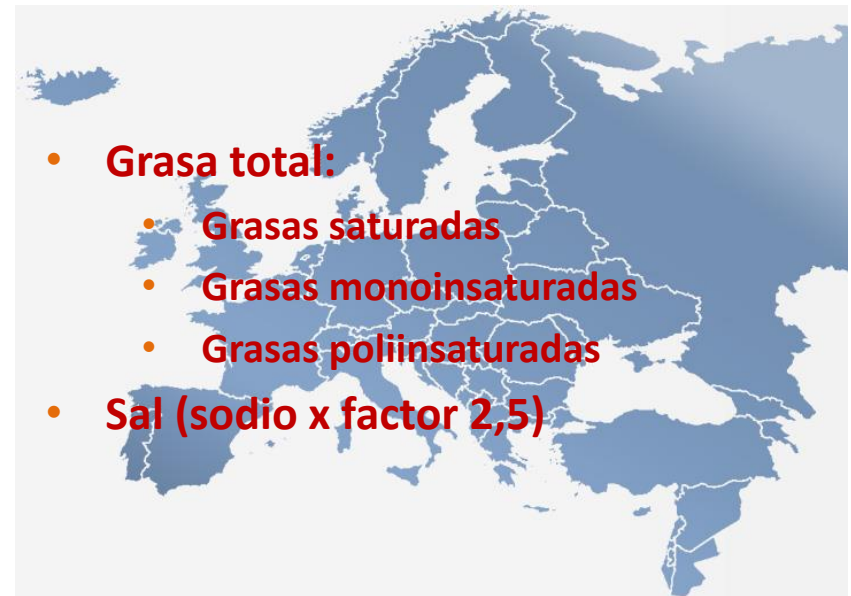 • Grasa total:
• Grasas saturadas
• Grasas monoinsaturadas
• Grasas poliinsaturadas
• Sal (sodio x factor 2,5)